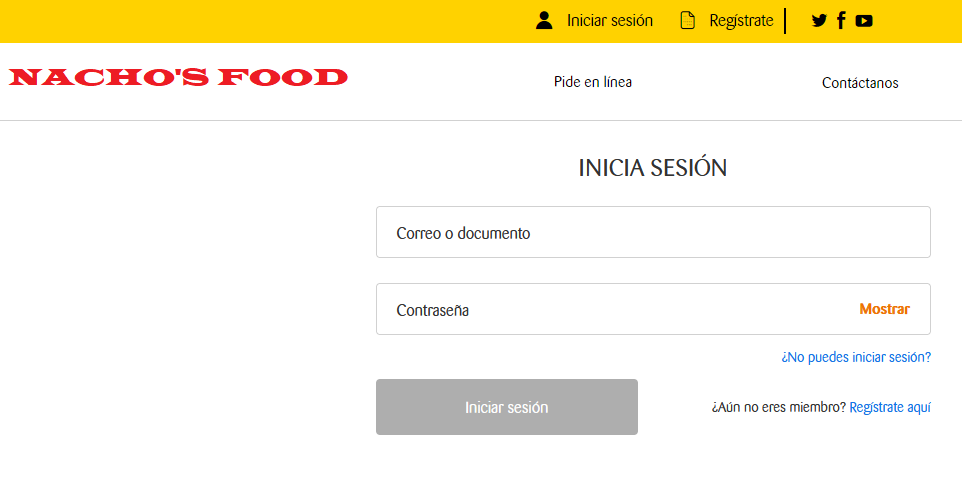 Iniciar sesión Regístrate
NACHO'S FOOD
Pide en línea Contáctanos
INICIA SESIÓN
Correo o documento
Contraseña Mostrar
¿No puedes iniciar sesión?
Iniciar sesión ¿Aún no eres miembro? Regístrate aquí